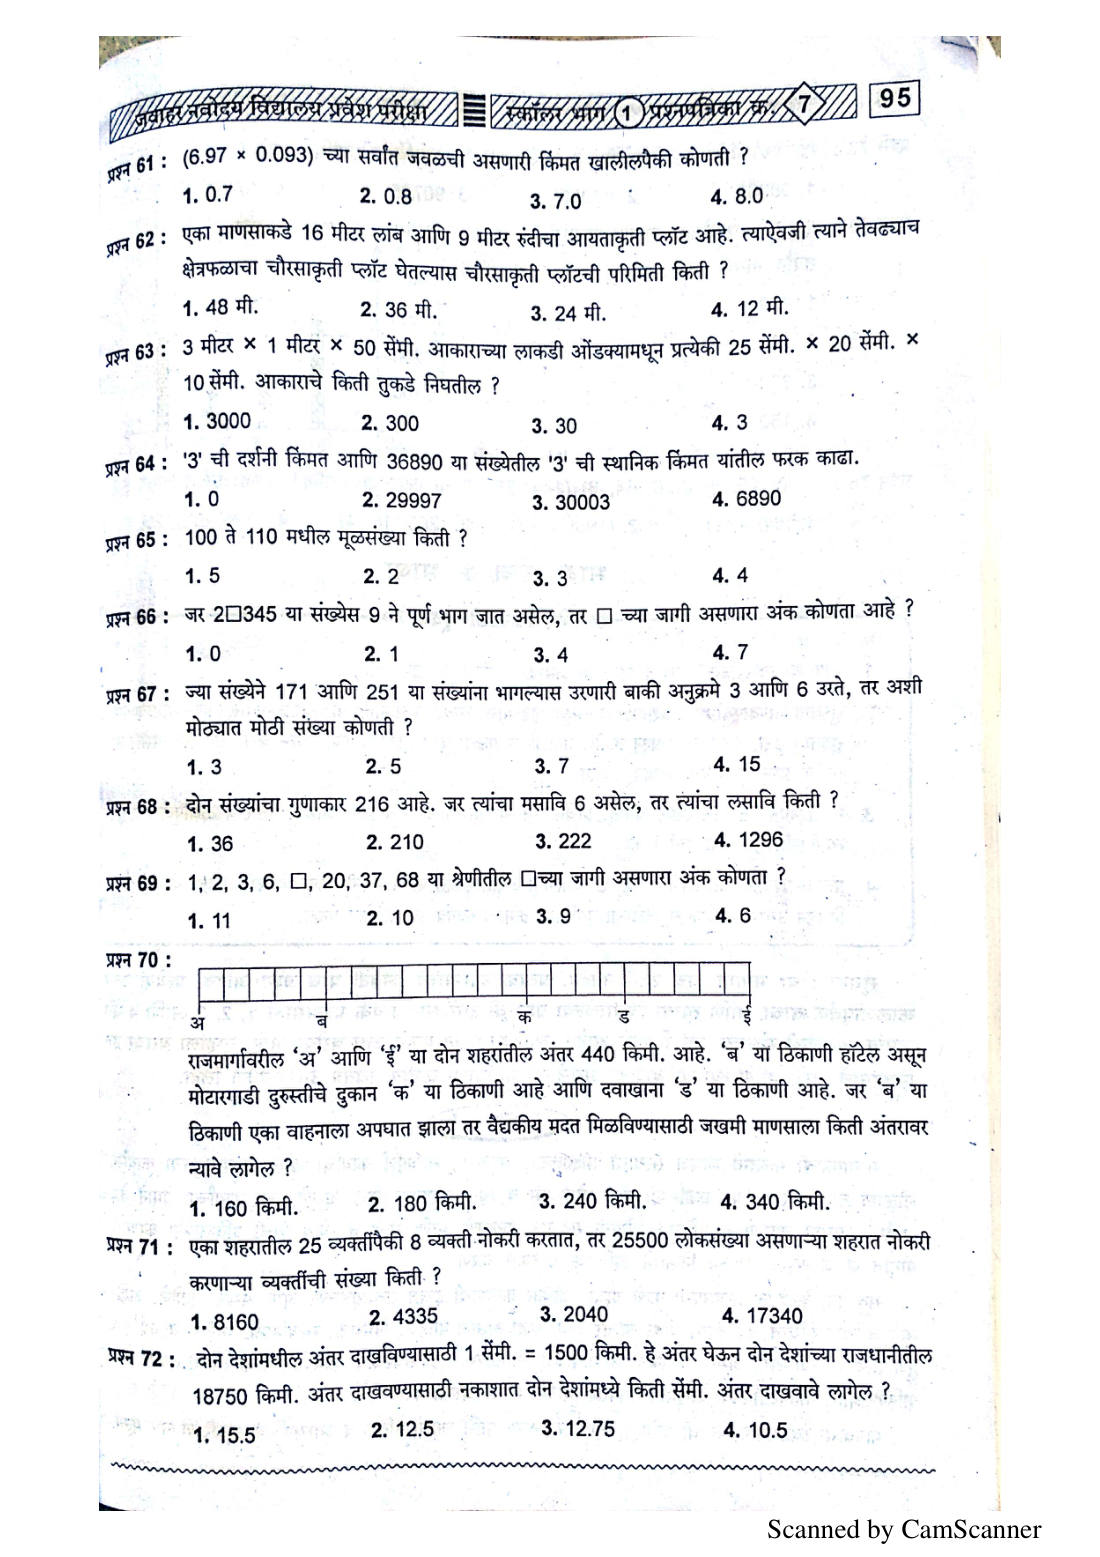 जवाहर नवोदय विद्यालय प्रवेश परीक्षा स्कॉलर भाग 1 प्रश्नपत्रिका क्र. 7 95
प्रश्न 61 : (6.97 × 0.093) च्या सर्वांत जवळची असणारी किंमत खालीलपैकी कोणती ?
1. 0.7 2. 0.8 3. 7.0 4. 8.0
प्रश्न 62 : एका माणसाकडे 16 मीटर लांब आणि 9 मीटर रुंदीचा आयताकृती प्लॉट आहे. त्याऐवजी त्याने तेवढ्याच
क्षेत्रफळाचा चौरसाकृती प्लॉट घेतल्यास चौरसाकृती प्लॉटची परिमिती किती ?
1. 48 मी. 2. 36 मी. 3. 24 मी. 4. 12 मी.
प्रश्न 63 : 3 मीटर × 1 मीटर × 50 सेंमी. आकाराच्या लाकडी ओंडक्यामधून प्रत्येकी 25 सेंमी. × 20 सेंमी. ×
10 सेंमी. आकाराचे किती तुकडे निघतील ?
1. 3000 2. 300 3. 30 4. 3
प्रश्न 64 : '3' ची दर्शनी किंमत आणि 36890 या संख्येतील '3' ची स्थानिक किंमत यांतील फरक काढा.
1. 0 2. 29997 3. 30003 4. 6890
प्रश्न 65 : 100 ते 110 मधील मूळसंख्या किती ?
1. 5 2. 2 3. 3 4. 4
प्रश्न 66 : जर 2□345 या संख्येस 9 ने पूर्ण भाग जात असेल, तर □ च्या जागी असणारा अंक कोणता आहे ?
1. 0 2. 1 3. 4 4. 7
प्रश्न 67 : ज्या संख्येने 171 आणि 251 या संख्यांना भागल्यास उरणारी बाकी अनुक्रमे 3 आणि 6 उरते, तर अशी
मोठ्यात मोठी संख्या कोणती ?
1. 3 2. 5 3. 7 4. 15
प्रश्न 68 : दोन संख्यांचा गुणाकार 216 आहे. जर त्यांचा मसावि 6 असेल, तर त्यांचा लसावि किती ?
1. 36 2. 210 3. 222 4. 1296
प्रश्न 69 : 1, 2, 3, 6, □, 20, 37, 68 या श्रेणीतील □च्या जागी असणारा अंक कोणता ?
1. 11 2. 10 3. 9 4. 6
प्रश्न 70 :
अ ब क ड ई
राजमार्गावरील ‘अ’ आणि ‘ई’ या दोन शहरांतील अंतर 440 किमी. आहे. ‘ब’ या ठिकाणी हॉटेल असून
मोटारगाडी दुरुस्तीचे दुकान ‘क’ या ठिकाणी आहे आणि दवाखाना ‘ड’ या ठिकाणी आहे. जर ‘ब’ या
ठिकाणी एका वाहनाला अपघात झाला तर वैद्यकीय मदत मिळविण्यासाठी जखमी माणसाला किती अंतरावर
न्यावे लागेल ?
1. 160 किमी. 2. 180 किमी. 3. 240 किमी. 4. 340 किमी.
प्रश्न 71 : एका शहरातील 25 व्यक्तींपैकी 8 व्यक्ती नोकरी करतात, तर 25500 लोकसंख्या असणाऱ्या शहरात नोकरी
करणाऱ्या व्यक्तींची संख्या किती ?
1. 8160 2. 4335 3. 2040 4. 17340
प्रश्न 72 : दोन देशांमधील अंतर दाखविण्यासाठी 1 सेंमी. = 1500 किमी. हे अंतर घेऊन दोन देशांच्या राजधानीतील
18750 किमी. अंतर दाखवण्यासाठी नकाशात दोन देशांमध्ये किती सेंमी. अंतर दाखवावे लागेल ?
1. 15.5 2. 12.5 3. 12.75 4. 10.5
Scanned by CamScanner